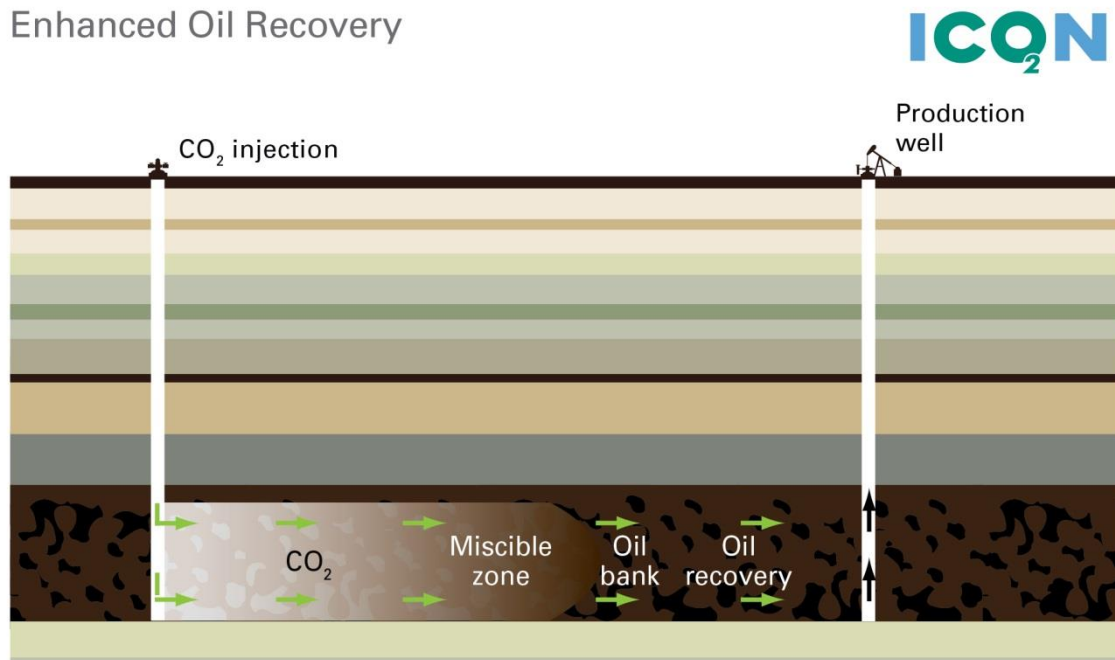 Enhanced Oil Recovery
ICO₂N
Production
well
CO₂ injection
CO₂
Miscible
zone
Oil
bank
Oil
recovery